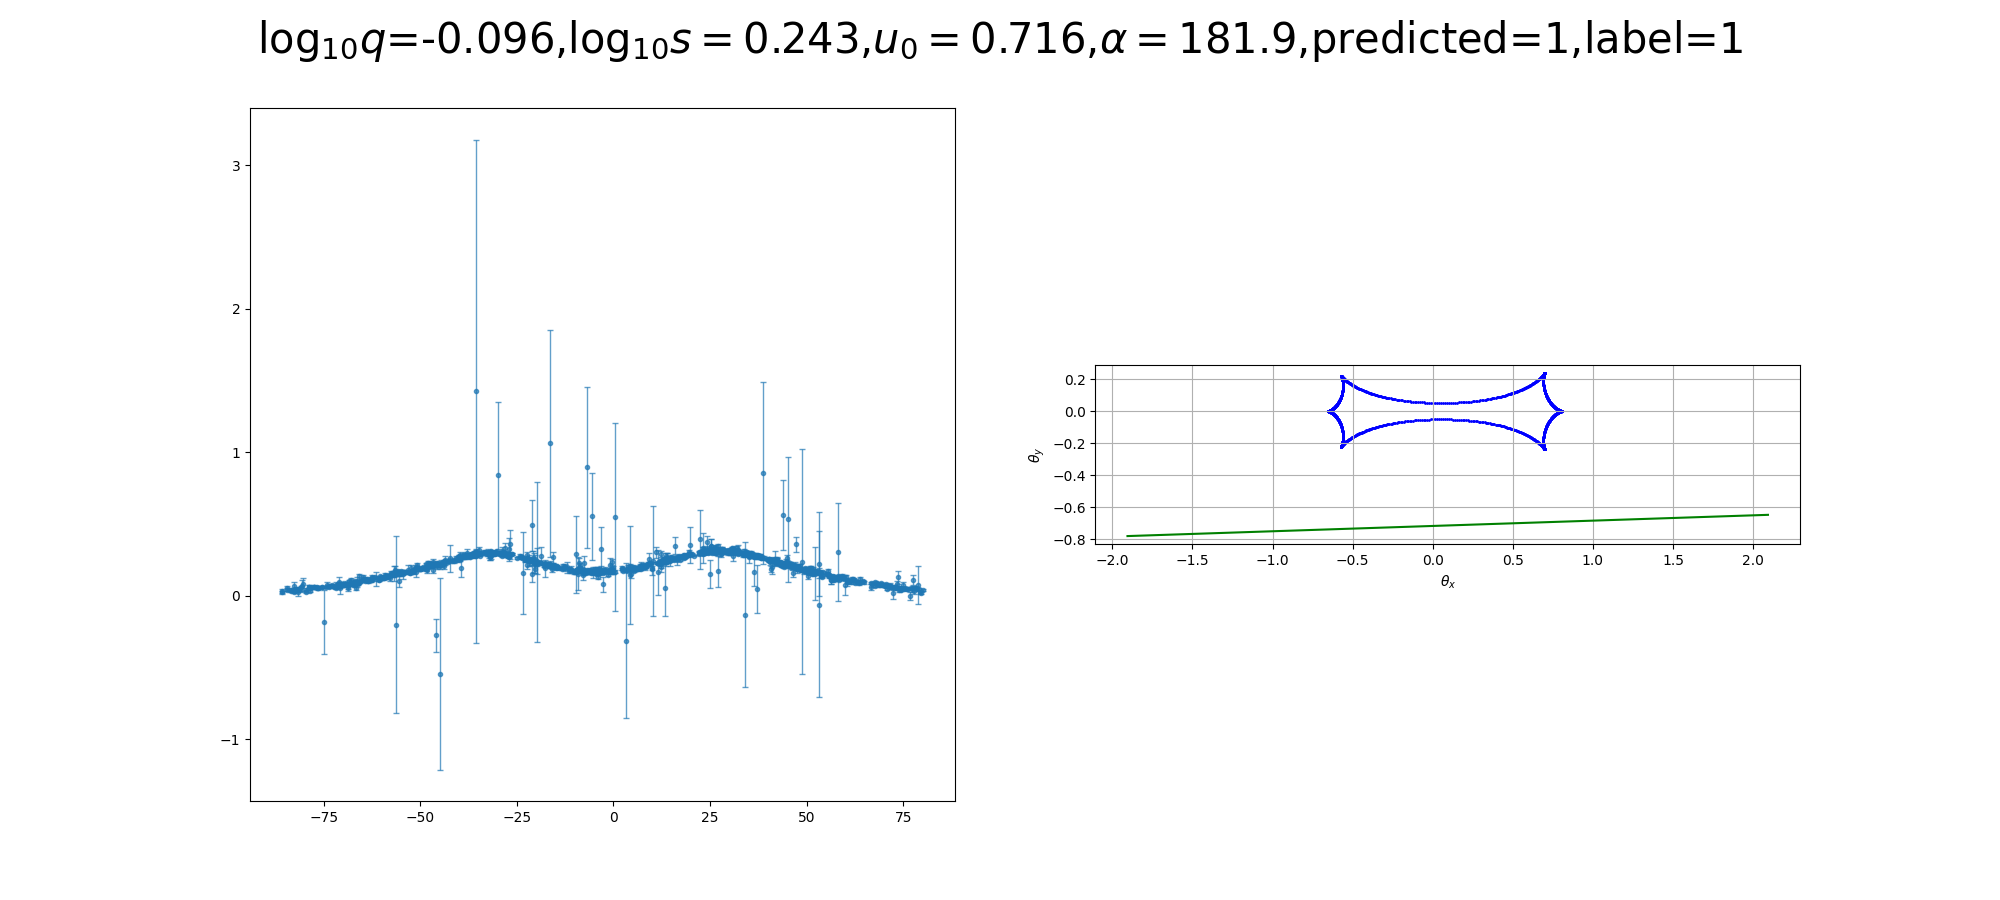 log₁₀q=-0.096,log₁₀s = 0.243,u₀ = 0.716,α = 181.9,predicted=1,label=1
3
2
1
0
−1
−75 −50 −25 0 25 50 75
0.2
0.0
−0.2
−0.4
−0.6
−0.8
θy
−2.0 −1.5 −1.0 −0.5 0.0 0.5 1.0 1.5 2.0
θx